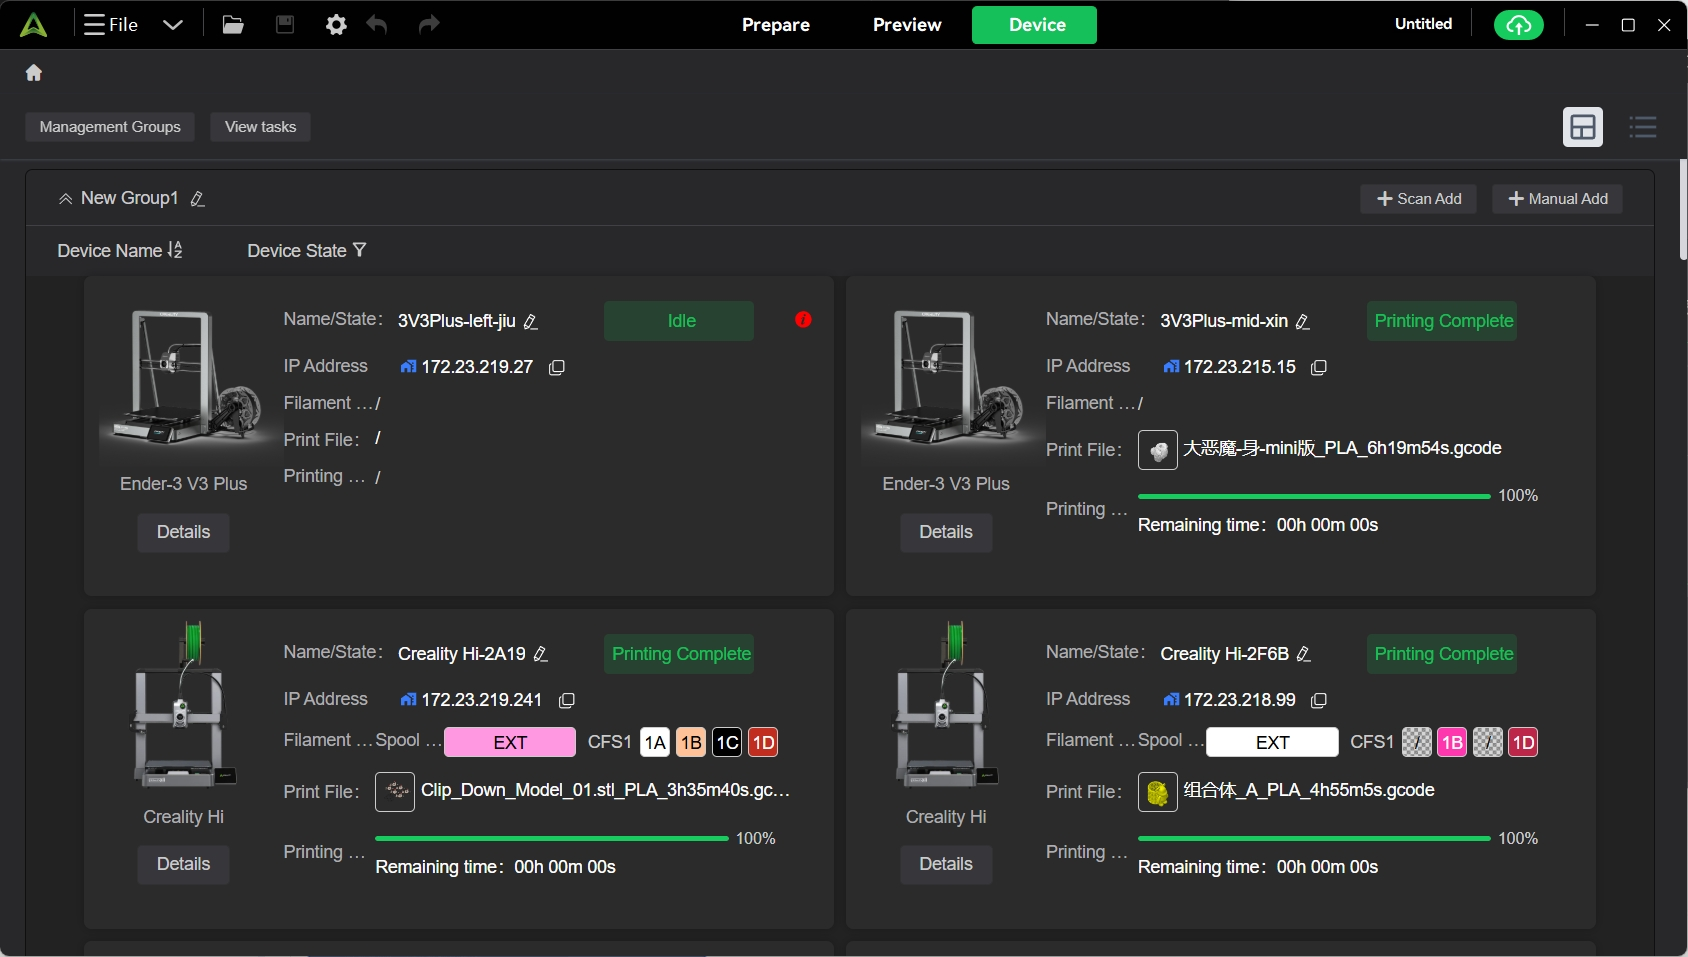 File
Prepare
Preview
Device
Untitled
Management Groups
View tasks
New Group1
Scan Add
Manual Add
Device Name
Device State
Name/State:
3V3Plus-left-jiu
Idle
IP Address
172.23.219.27
Filament ... /
Print File: /
Printing ... /
Ender-3 V3 Plus
Details
Name/State:
3V3Plus-mid-xin
Printing Complete
IP Address
172.23.215.15
Filament ... /
Print File:
大恶魔-身-mini版_PLA_6h19m54s.gcode
Printing ...
100%
Remaining time: 00h 00m 00s
Ender-3 V3 Plus
Details
Name/State:
Creality Hi-2A19
Printing Complete
IP Address
172.23.219.241
Filament ... Spool ... EXT CFS1 1A 1B 1C 1D
Print File:
Clip_Down_Model_01.stl_PLA_3h35m40s.gc...
Printing ...
100%
Remaining time: 00h 00m 00s
Creality Hi
Details
Name/State:
Creality Hi-2F6B
Printing Complete
IP Address
172.23.218.99
Filament ... Spool ... EXT CFS1 / 1B / 1D
Print File:
组合体_A_PLA_4h55m5s.gcode
Printing ...
100%
Remaining time: 00h 00m 00s
Creality Hi
Details